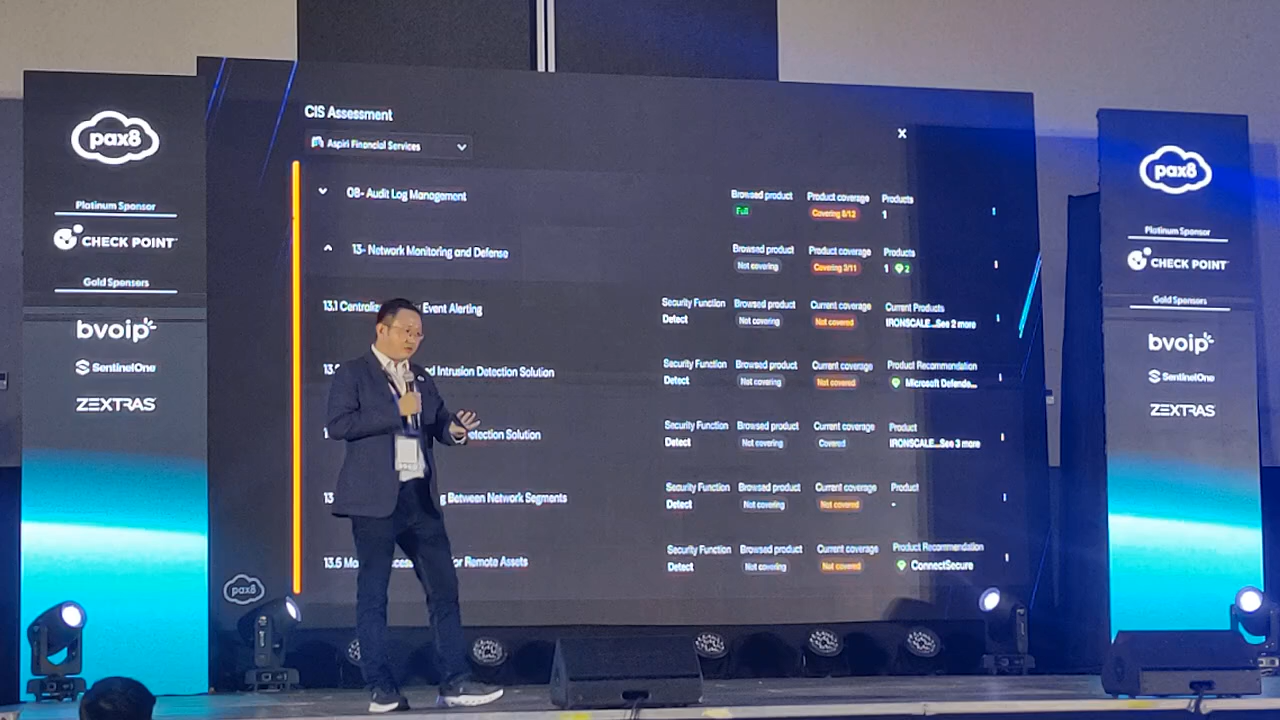 pax8
Platinum Sponsor
CHECK POINT
Gold Sponsors
bvoip
SentinelOne
ZEXTRAS
CIS Assessment
Aspiri Financial Services
X
08- Audit Log Management
Browsed product
Product coverage
Products
Full
Covering 8/12
1
13- Network Monitoring and Defense
Browsed product
Product coverage
Products
Not covering
Covering 3/11
1 2
13.1 Centraliz Event Alerting
Security Function
Browsed product
Current coverage
Current Products
Detect
Not covering
Not covered
IRONSCALE...See 2 more
Intrusion Detection Solution
Security Function
Browsed product
Current coverage
Product Recommendation
Detect
Not covering
Not covered
Microsoft Defende...
etection Solution
Security Function
Browsed product
Current coverage
Product
Detect
Not covering
Covered
IRONSCALE...See 3 more
13 g Between Network Segments
Security Function
Browsed product
Current coverage
Product
Detect
Not covering
Not covered
-
13.5 Ma ccess or Remote Assets
Security Function
Browsed product
Current coverage
Product Recommendation
Detect
Not covering
Not covered
ConnectSecure
pax8
pax8
Platinum Sponsor
CHECK POINT
Gold Sponsors
bvoip
SentinelOne
ZEXTRAS